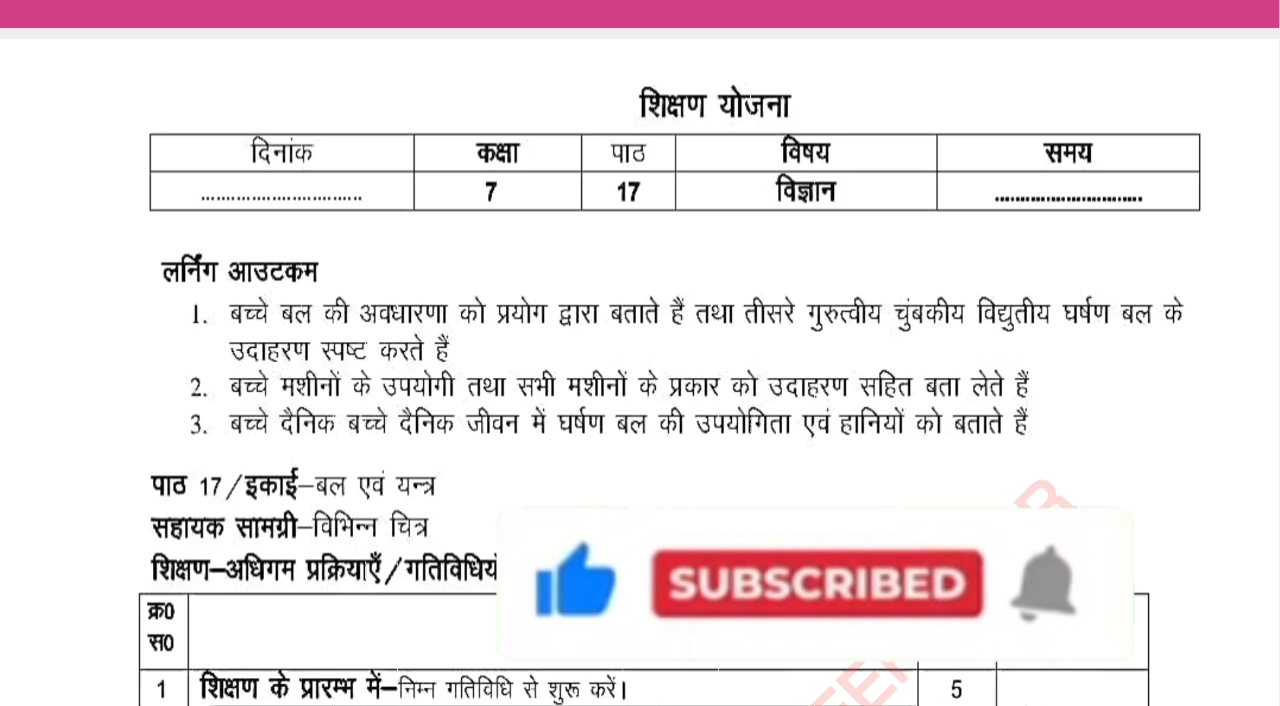 शिक्षण योजना
दिनांक कक्षा पाठ विषय समय
.............................. 7 17 विज्ञान ..............................
लर्निंग आउटकम
1. बच्चे बल की अवधारणा को प्रयोग द्वारा बताते हैं तथा तीसरे गुरुत्वीय चुंबकीय विद्युतीय घर्षण बल के
उदाहरण स्पष्ट करते हैं
2. बच्चे मशीनों के उपयोगी तथा सभी मशीनों के प्रकार को उदाहरण सहित बता लेते हैं
3. बच्चे दैनिक बच्चे दैनिक जीवन में घर्षण बल की उपयोगिता एवं हानियों को बताते हैं
पाठ 17/इकाई–बल एवं यन्त्र
सहायक सामग्री–विभिन्न चित्र
शिक्षण–अधिगम प्रक्रियाएँ/
SUBSCRIBED
क्र0
स0
1 शिक्षण के प्रारम्भ में–निम्न गतिविधि से शुरू करें। 5